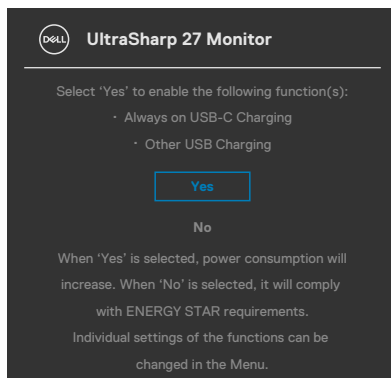 DELL
UltraSharp 27 Monitor
Select ‘Yes’ to enable the following function(s):
· Always on USB-C Charging
· Other USB Charging
Yes
No
When ‘Yes’ is selected, power consumption will
increase. When ‘No’ is selected, it will comply
with ENERGY STAR requirements.
Individual settings of the functions can be
changed in the Menu.